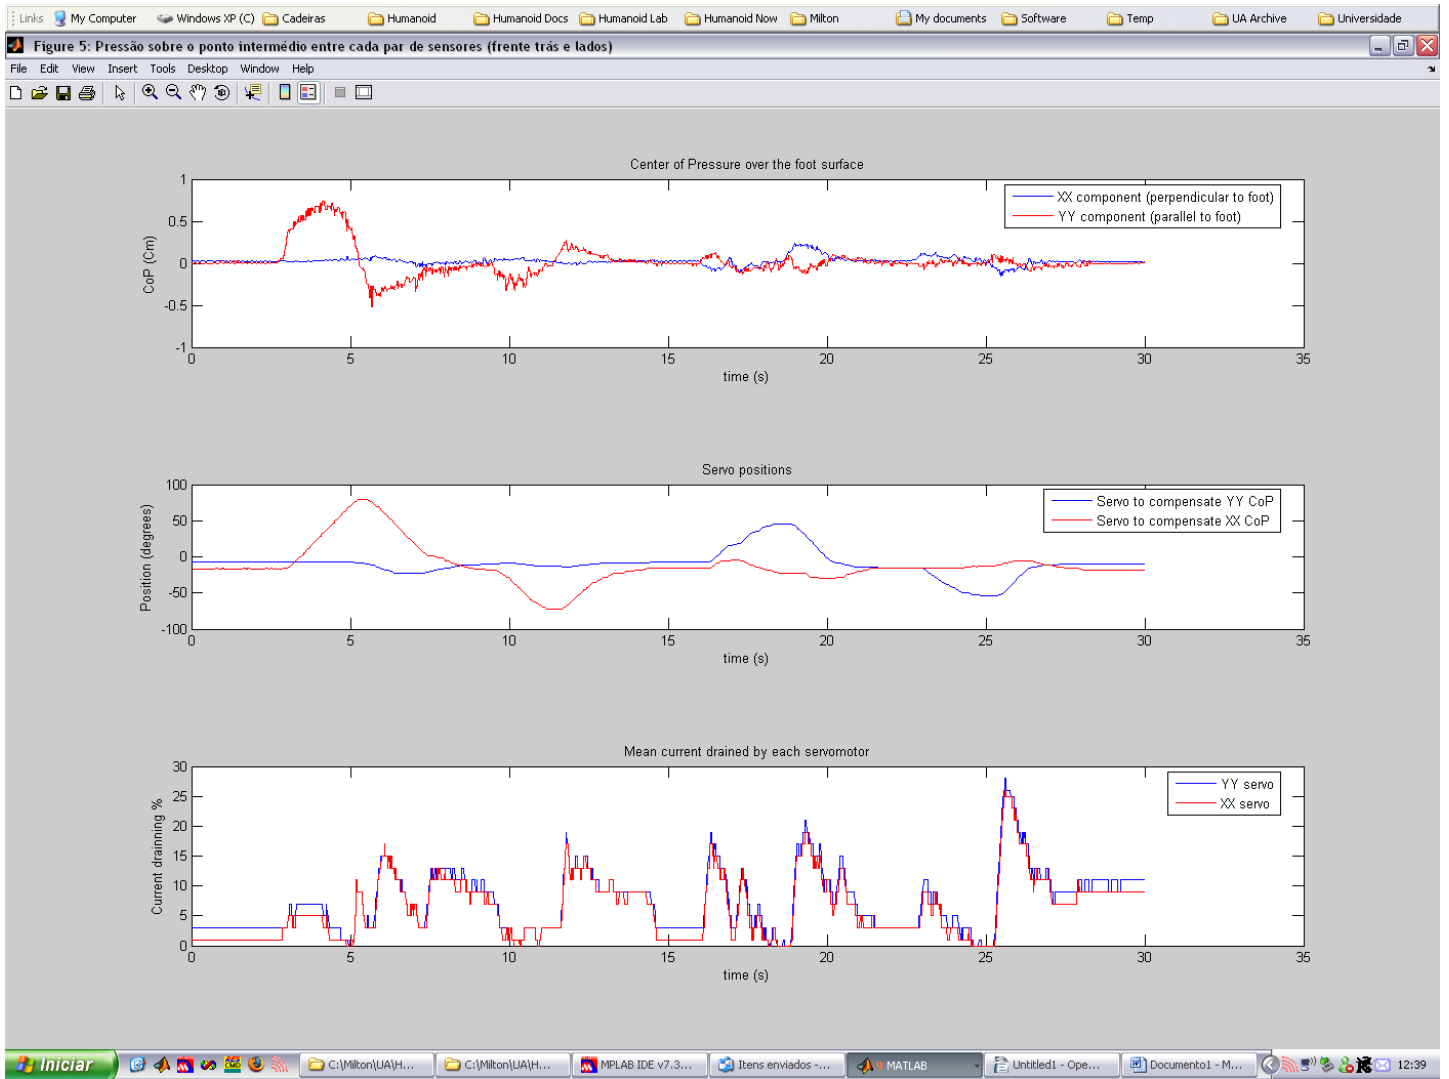 Links My Computer Windows XP (C) Cadeiras Humanoid Humanoid Docs Humanoid Lab Humanoid Now Milton My documents Software Temp UA Archive Universidade
Figure 5: Pressão sobre o ponto intermédio entre cada par de sensores (frente trás e lados)
File Edit View Insert Tools Desktop Window Help
Center of Pressure over the foot surface
XX component (perpendicular to foot)
YY component (parallel to foot)
CoP (Cm)
1
0.5
0
-0.5
-1
0 5 10 15 20 25 30 35
time (s)
Servo positions
Servo to compensate YY CoP
Servo to compensate XX CoP
Position (degrees)
100
50
0
-50
-100
0 5 10 15 20 25 30 35
time (s)
Mean current drained by each servomotor
YY servo
XX servo
Current drainning %
30
25
20
15
10
5
0
0 5 10 15 20 25 30 35
time (s)
Iniciar C:\Milton\UA\H... C:\Milton\UA\H... MPLAB IDE v7.3... Itens enviados -... 9 MATLAB Untitled1 - Ope... Documento1 - M... 12:39